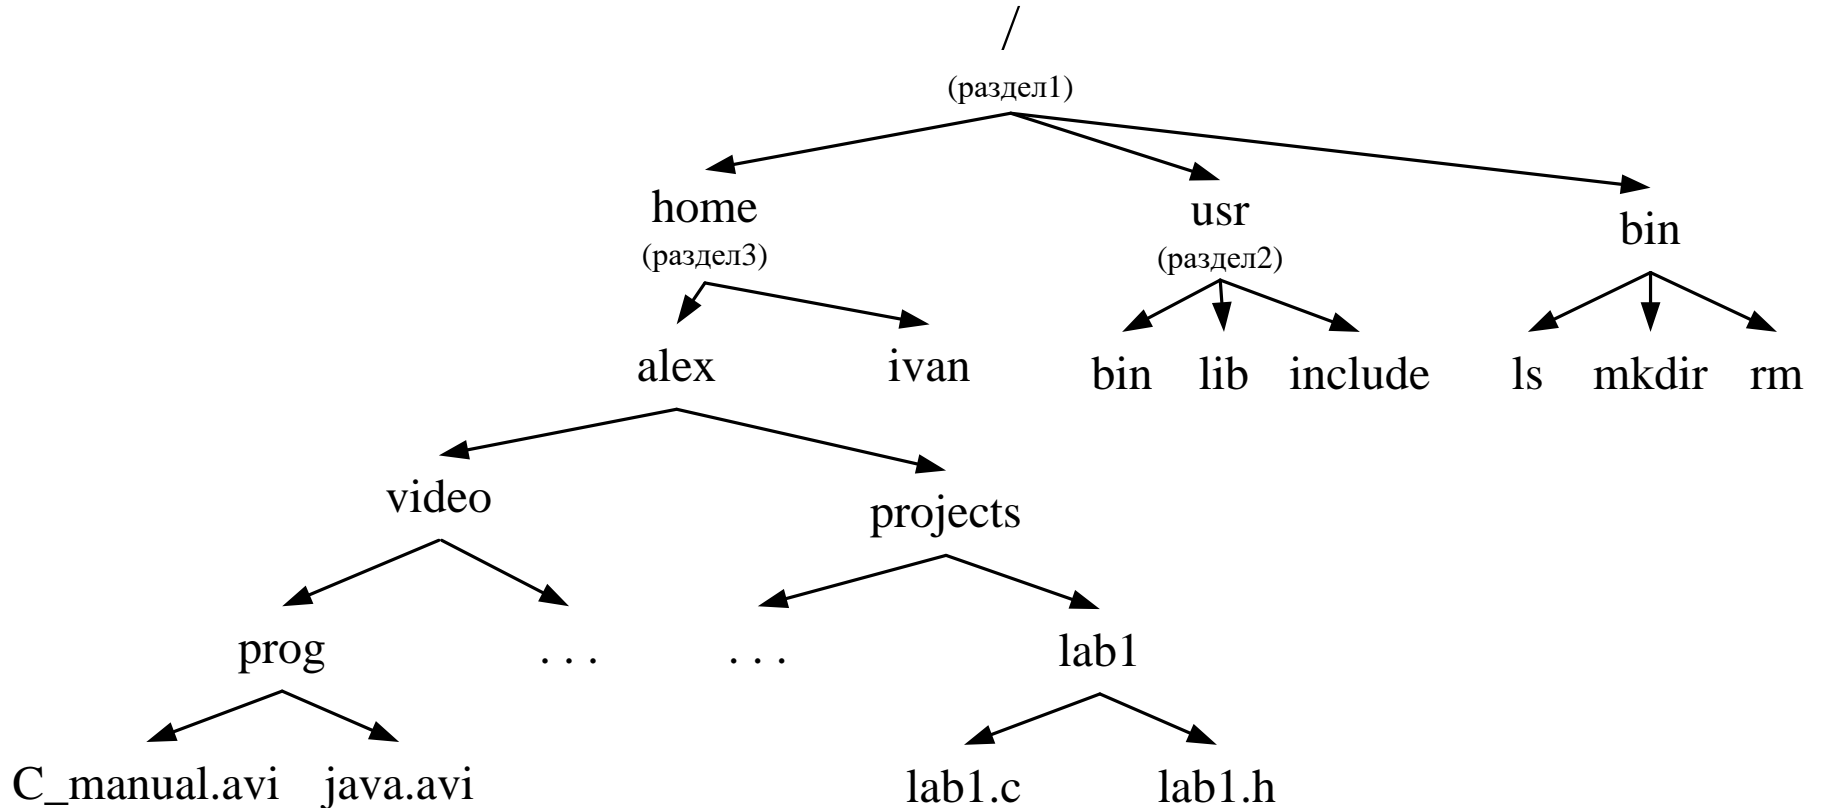 /
(раздел1)
home usr bin
(раздел3) (раздел2)
alex ivan bin lib include ls mkdir rm
video projects
prog . . . . . . lab1
C_manual.avi java.avi lab1.c lab1.h